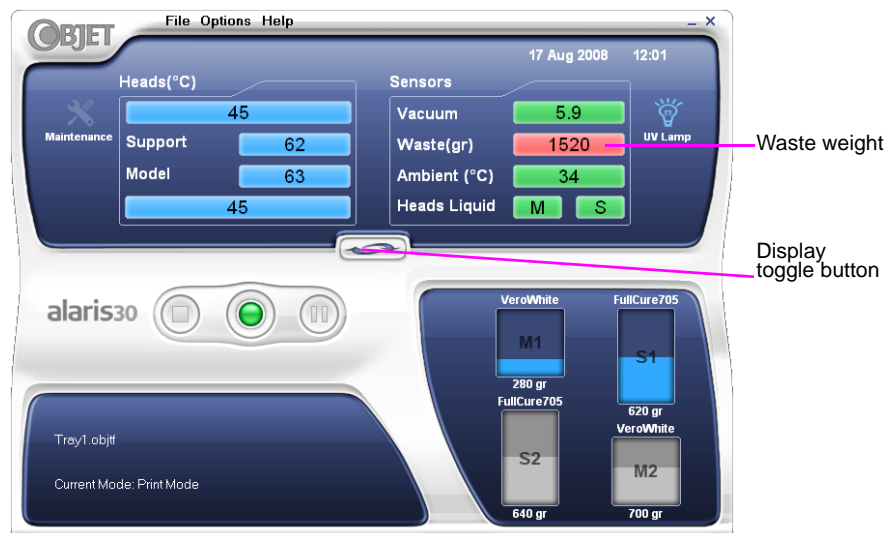 OBJET
File Options Help
17 Aug 2008 12:01
Heads(°C)
45
Support 62
Model 63
45
Maintenance
Sensors
Vacuum 5.9
Waste(gr) 1520
Ambient (°C) 34
Heads Liquid M S
UV Lamp
Waste weight
Display
toggle button
alaris30
VeroWhite
M1
280 gr
FullCure705
S1
620 gr
FullCure705
S2
640 gr
VeroWhite
M2
700 gr
Tray1.objtf
Current Mode: Print Mode